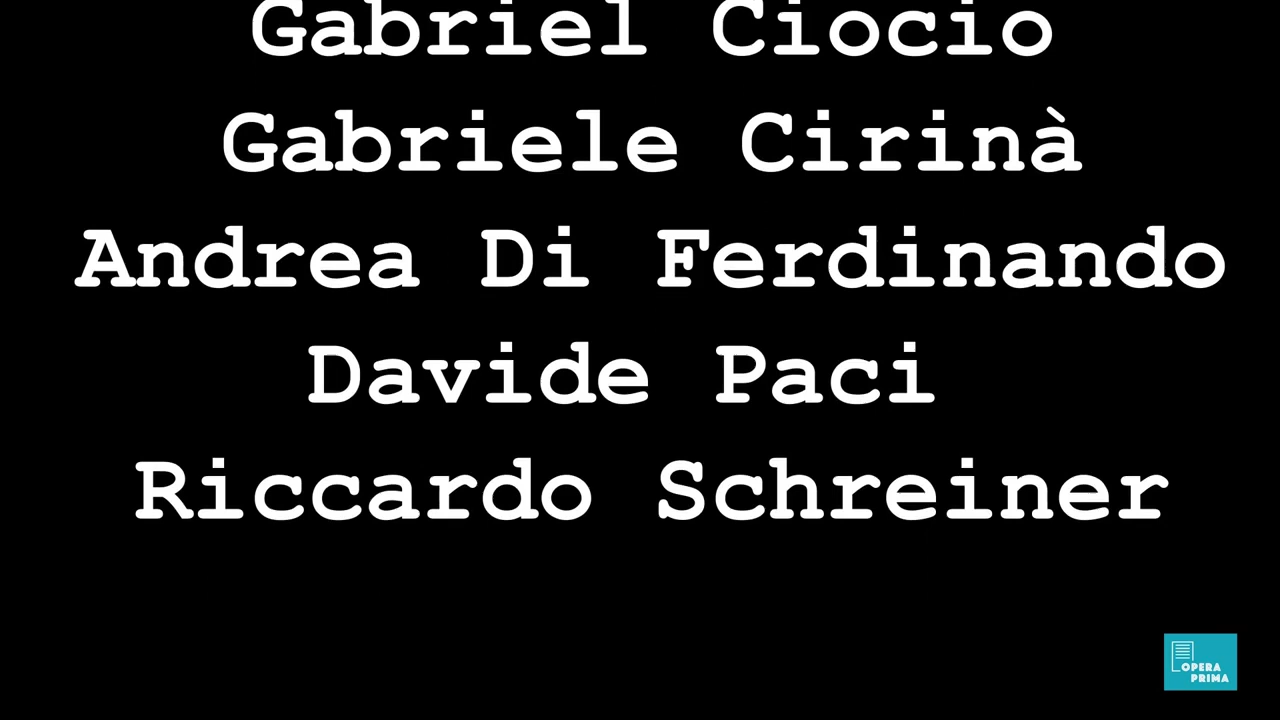 Gabriel Ciocio
Gabriele Cirinà
Andrea Di Ferdinando
Davide Paci
Riccardo Schreiner
OPERA
PRIMA